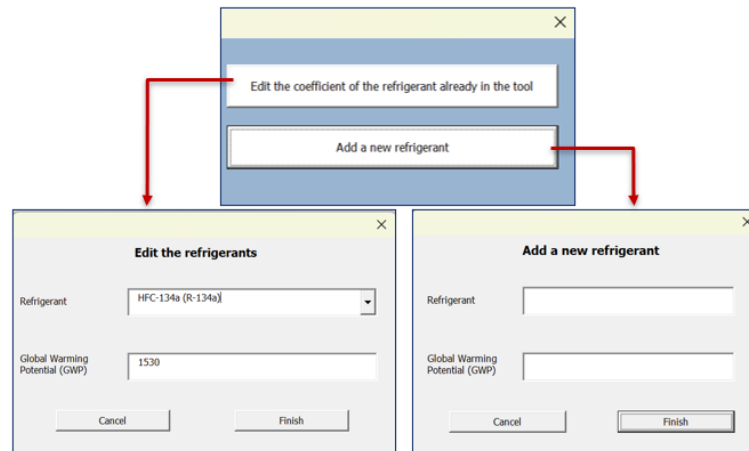 Edit the coefficient of the refrigerant already in the tool
Add a new refrigerant
Edit the refrigerants
Refrigerant
HFC-134a (R-134a)
Global Warming
Potential (GWP)
1530
Cancel
Finish
Add a new refrigerant
Refrigerant
Global Warming
Potential (GWP)
Cancel
Finish